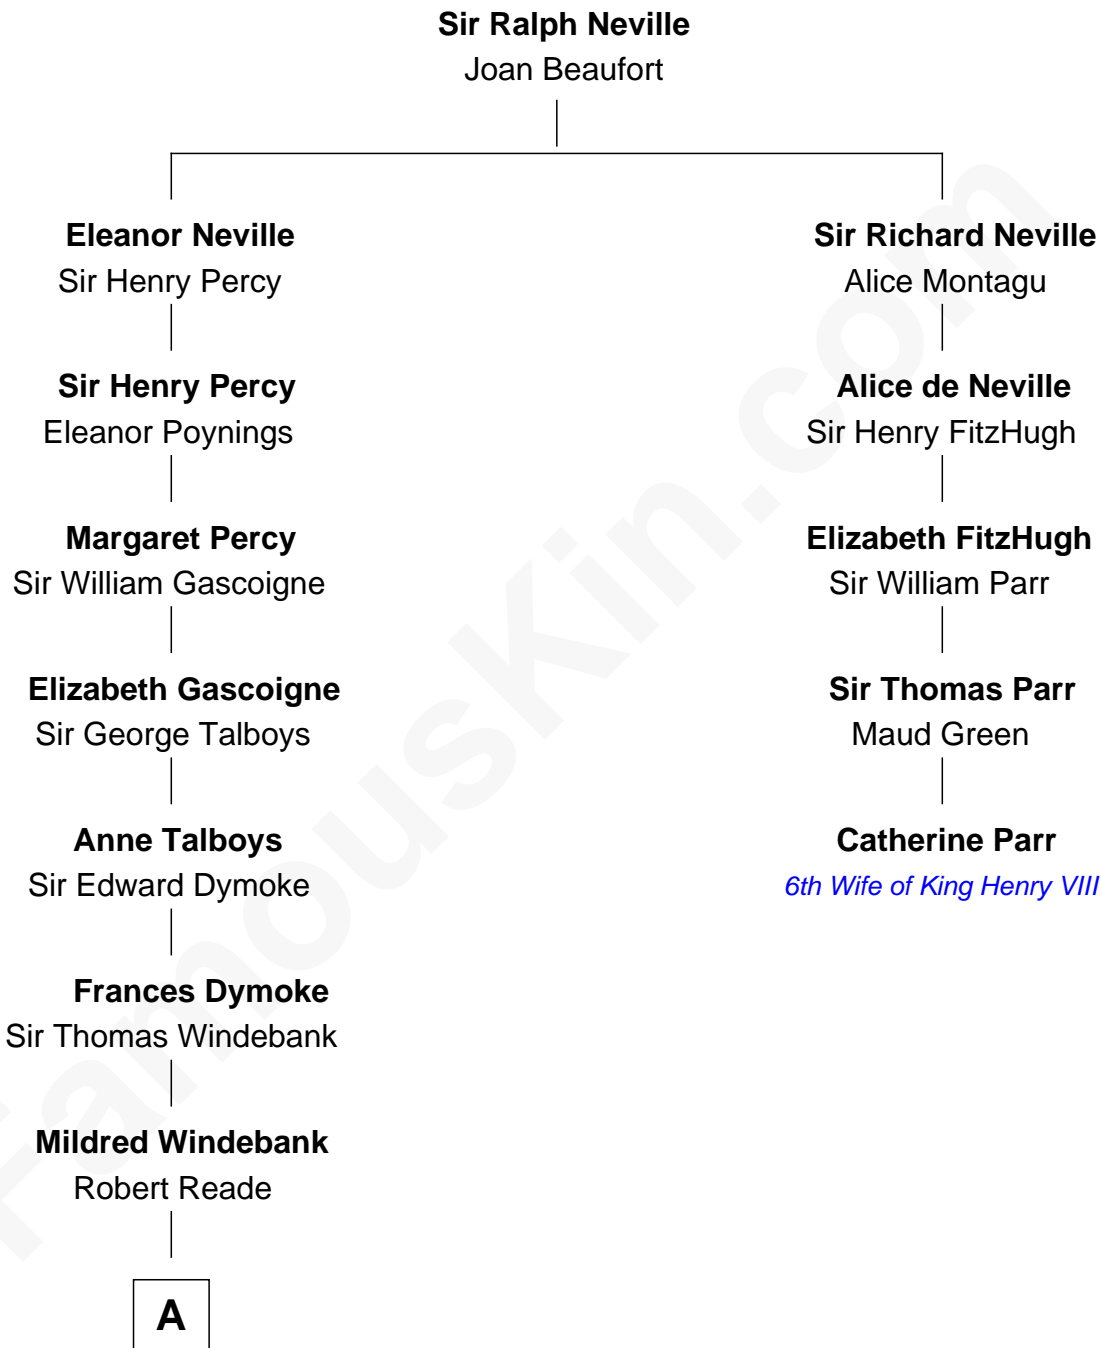 Sir Ralph Neville
Joan Beaufort
Eleanor Neville
Sir Henry Percy
Sir Henry Percy
Eleanor Poynings
Margaret Percy
Sir William Gascoigne
Elizabeth Gascoigne
Sir George Talboys
Anne Talboys
Sir Edward Dymoke
Frances Dymoke
Sir Thomas Windebank
Mildred Windebank
Robert Reade
A
Sir Richard Neville
Alice Montagu
Alice de Neville
Sir Henry FitzHugh
Elizabeth FitzHugh
Sir William Parr
Sir Thomas Parr
Maud Green
Catherine Parr
6th Wife of King Henry VIII
FamousKin.com